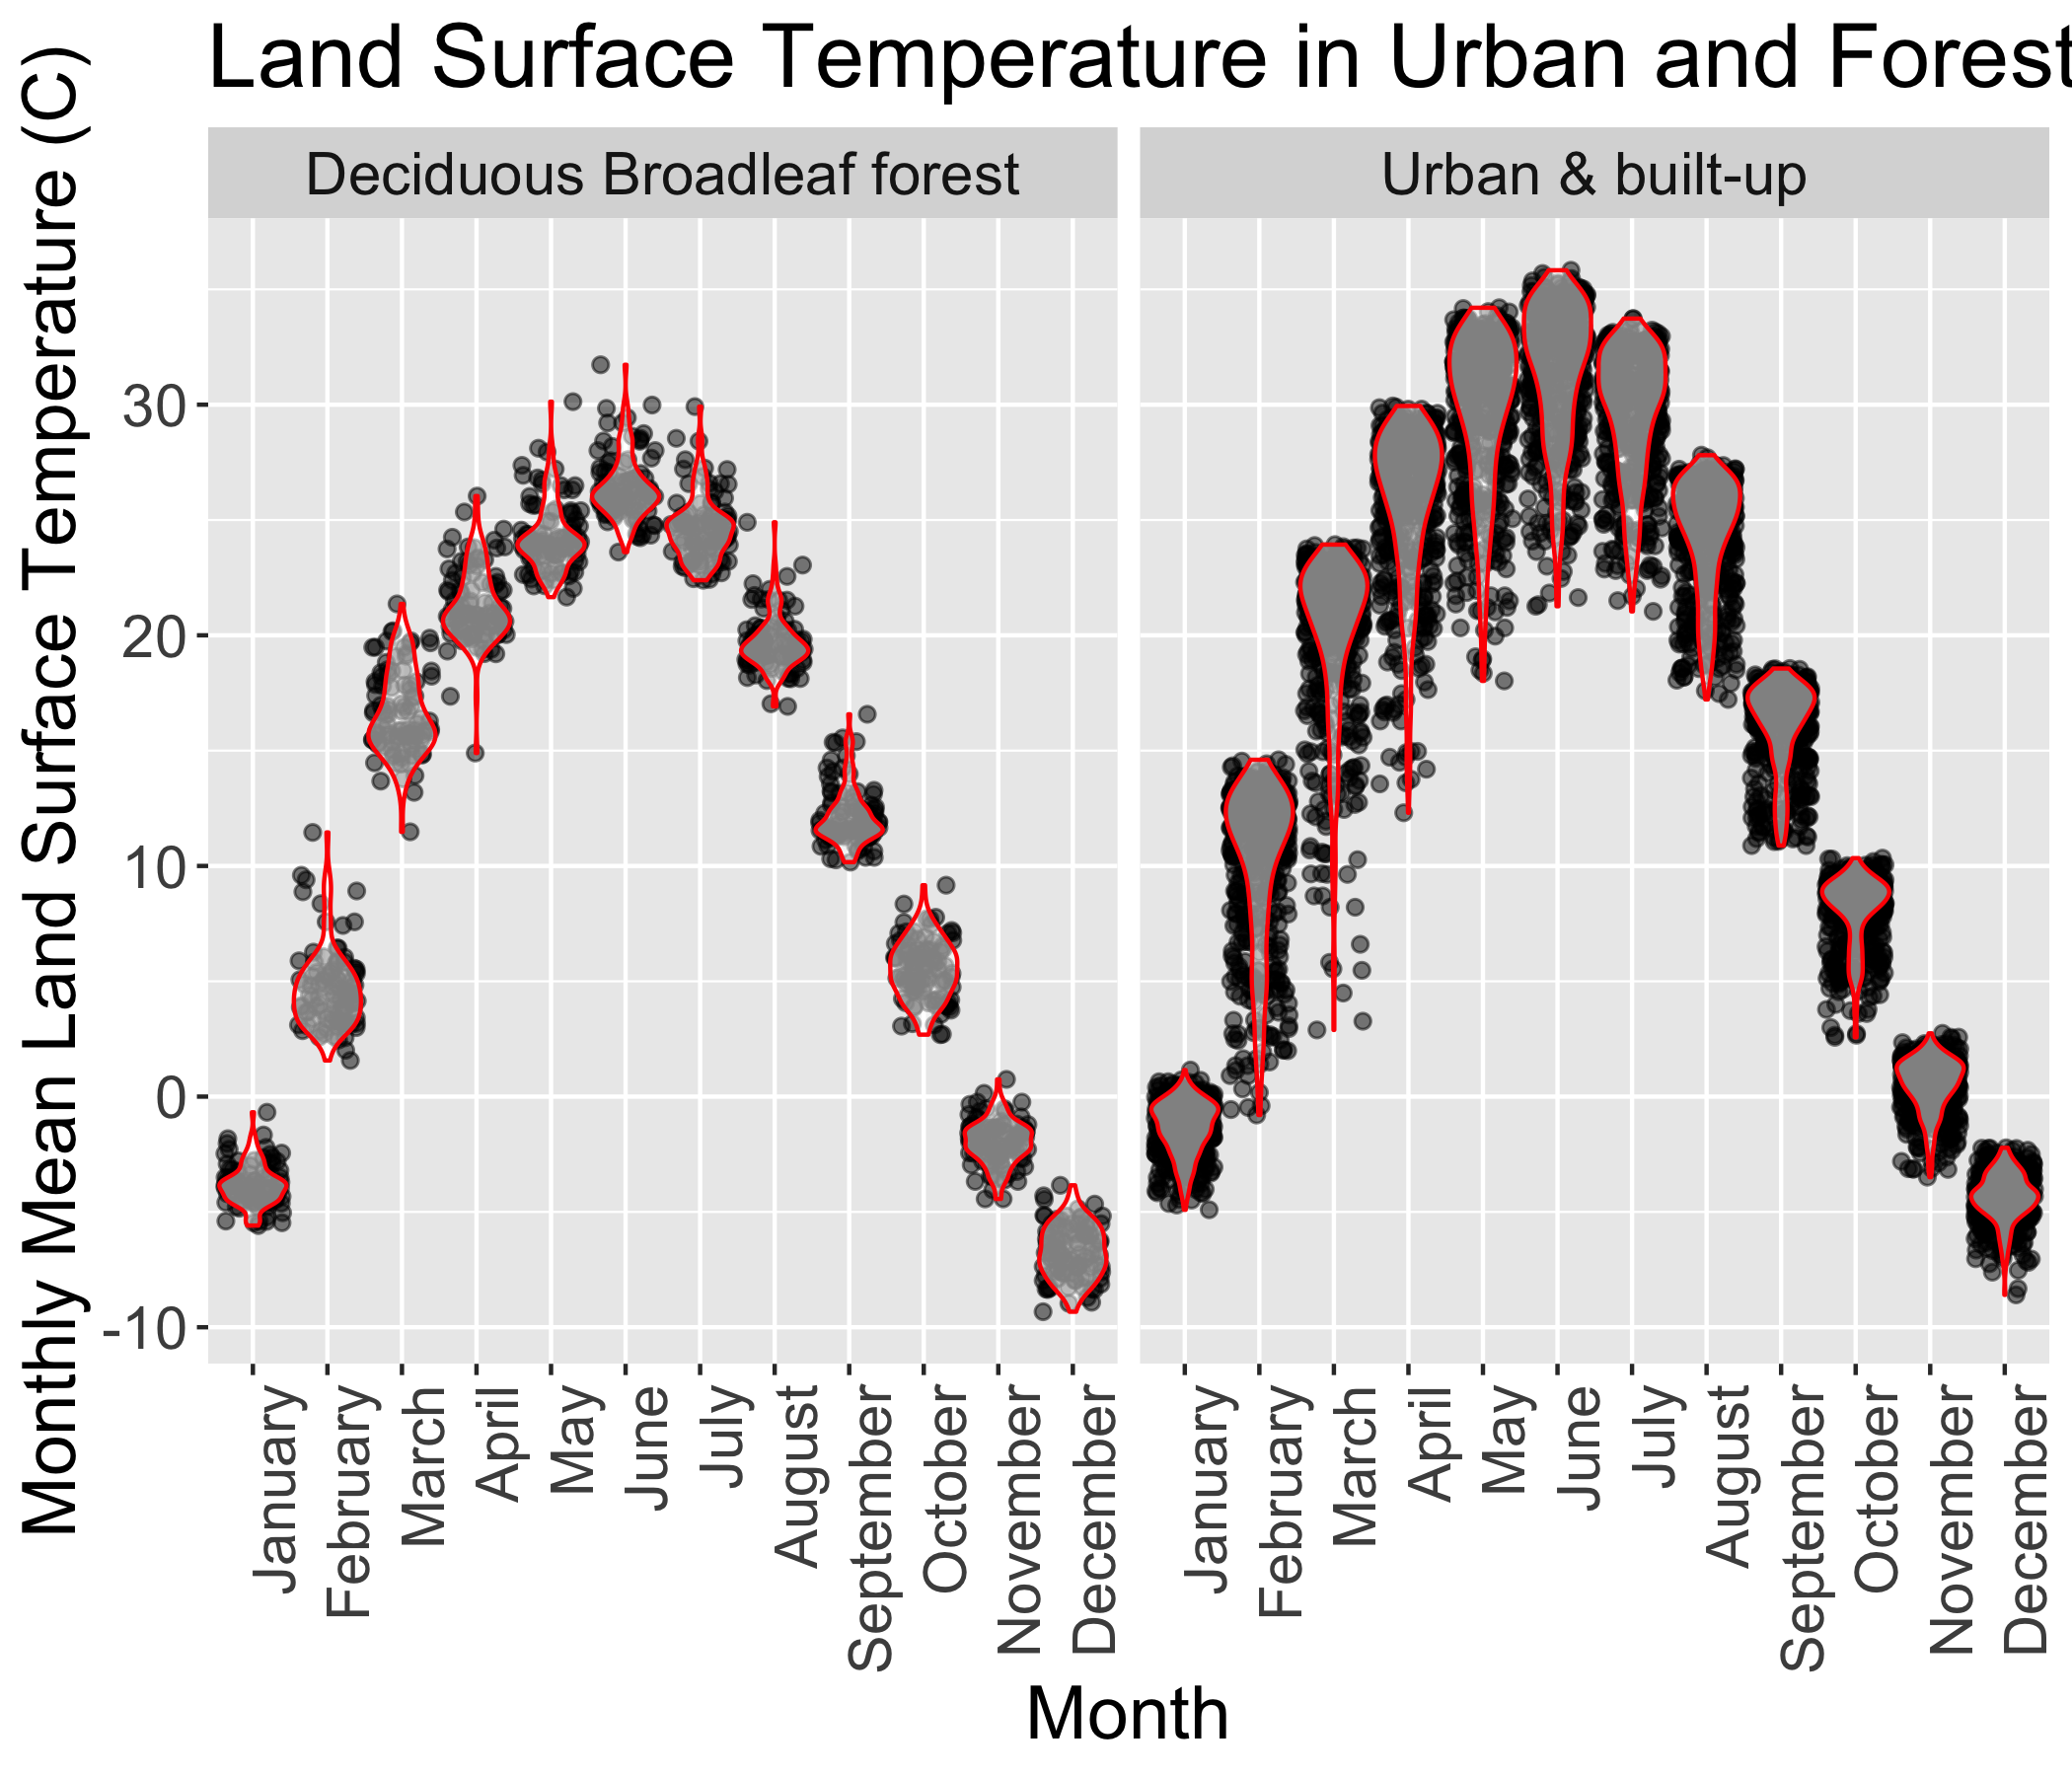 Land Surface Temperature in Urban and Forest
Deciduous Broadleaf forest
Urban & built-up
Monthly Mean Land Surface Temperature (C)
30
20
10
0
-10
January
February
March
April
May
June
July
August
September
October
November
December
January
February
March
April
May
June
July
August
September
October
November
December
Month